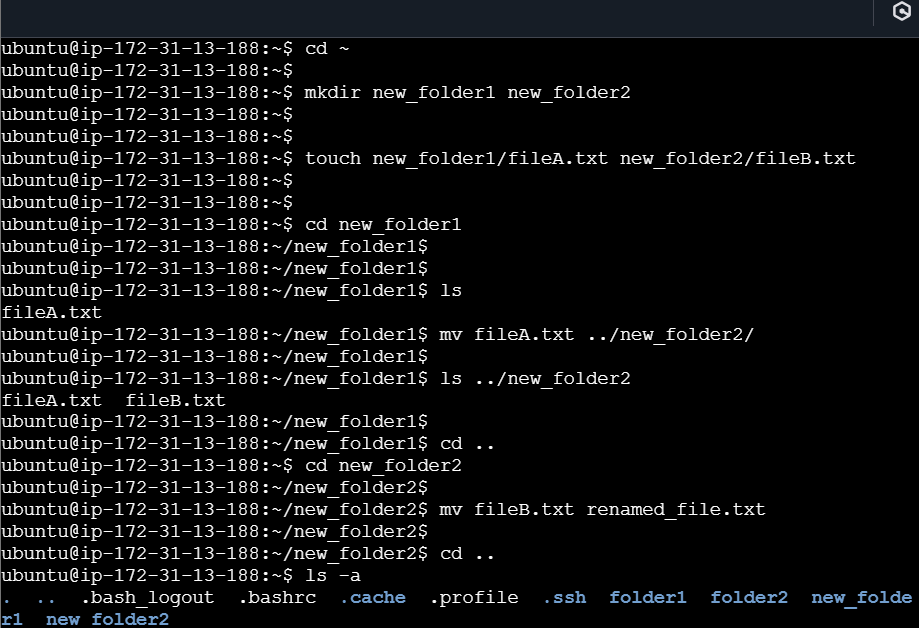 ubuntu@ip-172-31-13-188:~$ cd ~
ubuntu@ip-172-31-13-188:~$
ubuntu@ip-172-31-13-188:~$ mkdir new_folder1 new_folder2
ubuntu@ip-172-31-13-188:~$
ubuntu@ip-172-31-13-188:~$
ubuntu@ip-172-31-13-188:~$ touch new_folder1/fileA.txt new_folder2/fileB.txt
ubuntu@ip-172-31-13-188:~$
ubuntu@ip-172-31-13-188:~$
ubuntu@ip-172-31-13-188:~$ cd new_folder1
ubuntu@ip-172-31-13-188:~/new_folder1$
ubuntu@ip-172-31-13-188:~/new_folder1$
ubuntu@ip-172-31-13-188:~/new_folder1$ ls
fileA.txt
ubuntu@ip-172-31-13-188:~/new_folder1$ mv fileA.txt ../new_folder2/
ubuntu@ip-172-31-13-188:~/new_folder1$
ubuntu@ip-172-31-13-188:~/new_folder1$ ls ../new_folder2
fileA.txt  fileB.txt
ubuntu@ip-172-31-13-188:~/new_folder1$
ubuntu@ip-172-31-13-188:~/new_folder1$ cd ..
ubuntu@ip-172-31-13-188:~$ cd new_folder2
ubuntu@ip-172-31-13-188:~/new_folder2$
ubuntu@ip-172-31-13-188:~/new_folder2$ mv fileB.txt renamed_file.txt
ubuntu@ip-172-31-13-188:~/new_folder2$
ubuntu@ip-172-31-13-188:~/new_folder2$ cd ..
ubuntu@ip-172-31-13-188:~$ ls -a
.  ..  .bash_logout  .bashrc  .cache  .profile  .ssh  folder1  folder2  new_folde
r1  new_folder2